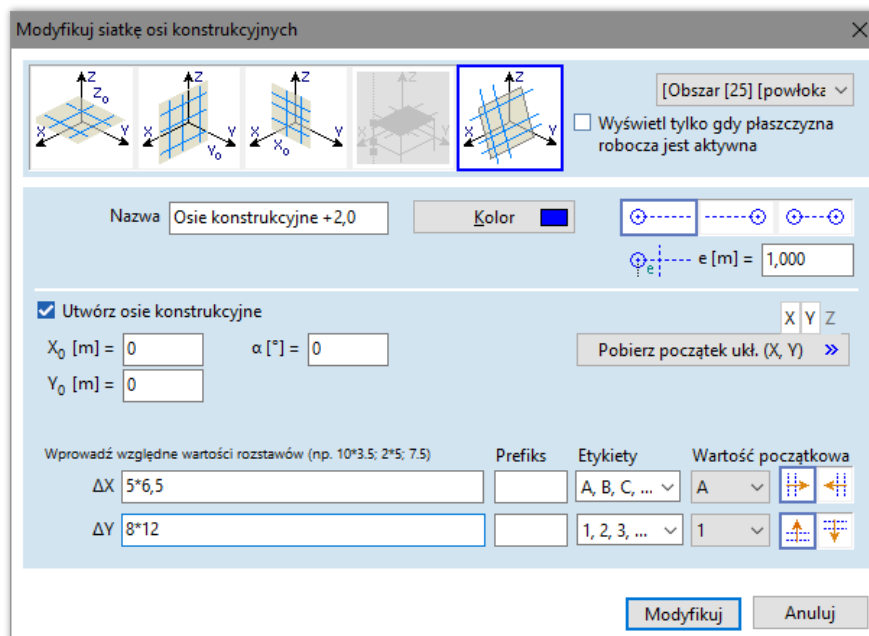 Modyfikuj siatkę osi konstrukcyjnych
Z Z₀ X Y
Z X Y Y₀
Z X Y X₀
Z X Y
[Obszar [25] [powłoka
Wyświetl tylko gdy płaszczyzna
robocza jest aktywna
Nazwa Osie konstrukcyjne +2,0 Kolor
e e [m] = 1,000
Utwórz osie konstrukcyjne
X Y Z
X₀ [m] = 0 α [°] = 0 Pobierz początek ukł. (X, Y) »
Y₀ [m] = 0
Wprowadź względne wartości rozstawów (np. 10*3.5; 2*5; 7.5) Prefiks Etykiety Wartość początkowa
ΔX 5*6,5 A, B, C, ... A
ΔY 8*12 1, 2, 3, ... 1
Modyfikuj Anuluj